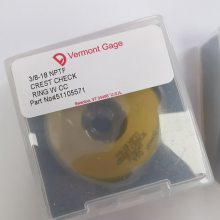 Vermont Gage
3/8-18 NPTF
CREST CHECK
RING W CC
Part No#451105571